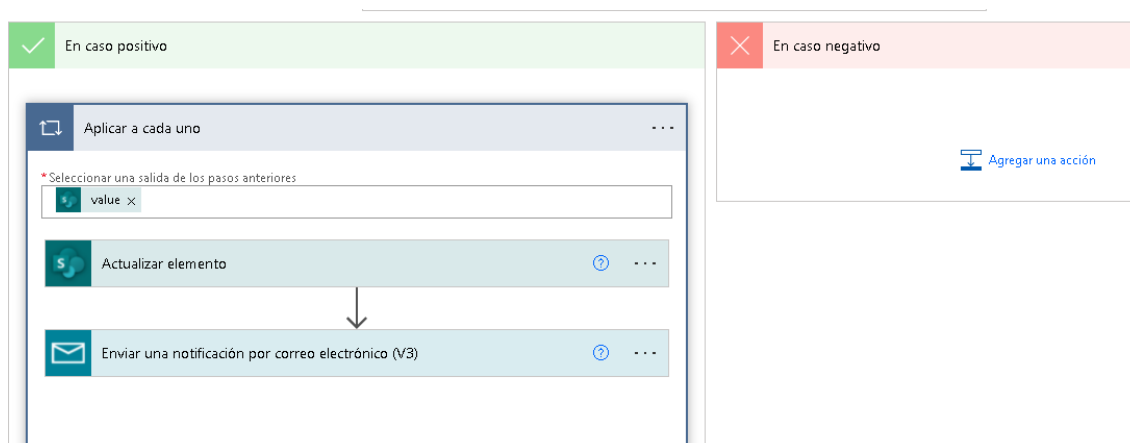 En caso positivo
En caso negativo
Aplicar a cada uno
Agregar una acción
*Seleccionar una salida de los pasos anteriores
value
Actualizar elemento
Enviar una notificación por correo electrónico (V3)